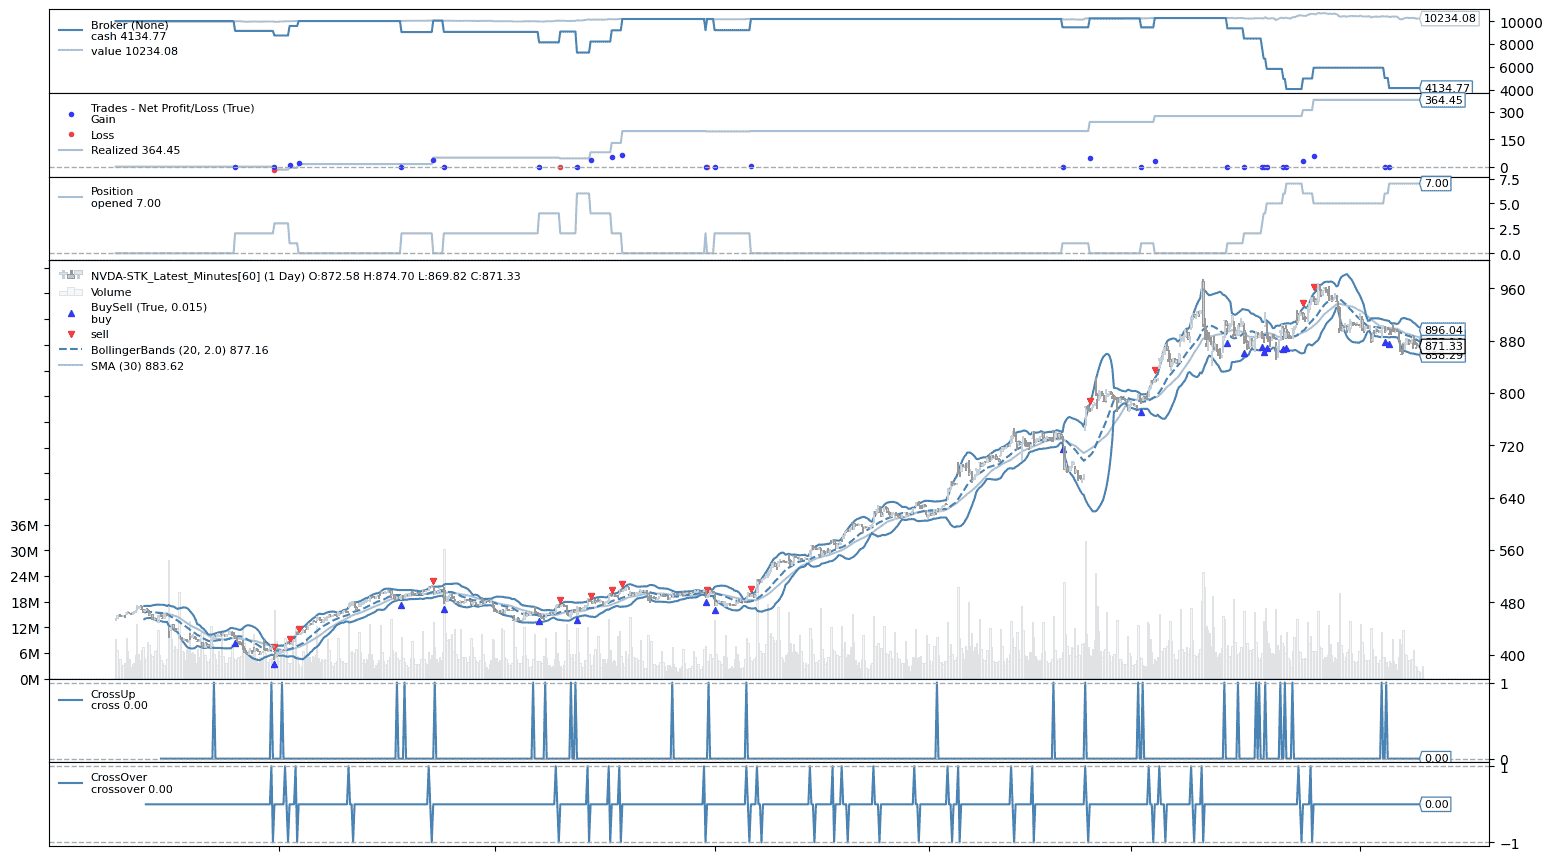 Broker (None)
cash 4134.77
value 10234.08
10234.08
10000
8000
6000
4000
4134.77
Trades - Net Profit/Loss (True)
Gain
Loss
Realized 364.45
364.45
300
150
0
Position
opened 7.00
7.00
7.5
5.0
2.5
0.0
NVDA-STK_Latest_Minutes[60] (1 Day) O:872.58 H:874.70 L:869.82 C:871.33
Volume
BuySell (True, 0.015)
buy
sell
BollingerBands (20, 2.0) 877.16
SMA (30) 883.62
960
880
800
720
640
560
480
400
896.04
871.33
858.29
36M
30M
24M
18M
12M
6M
0M
CrossUp
cross 0.00
1
0
0.00
CrossOver
crossover 0.00
1
0.00
−1